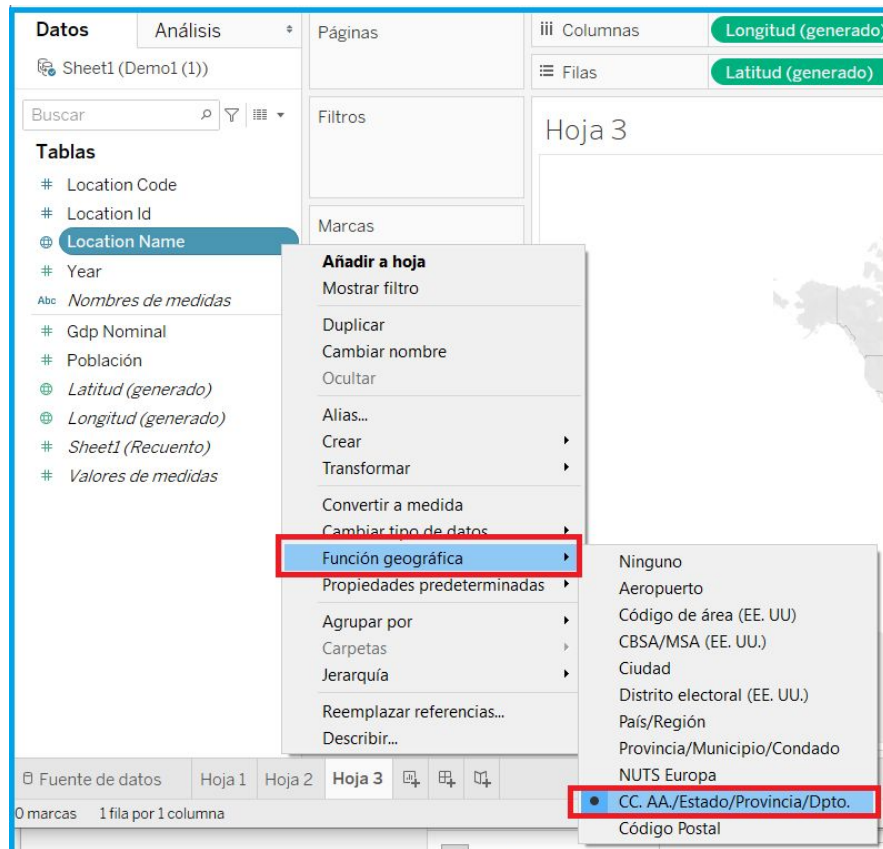 Datos
Análisis
Sheet1 (Demo1 (1))
Buscar
Tablas
# Location Code
# Location Id
Location Name
# Year
Abc Nombres de medidas
# Gdp Nominal
# Población
Latitud (generado)
Longitud (generado)
# Sheet1 (Recuento)
# Valores de medidas
Páginas
Filtros
Marcas
iii Columnas
Longitud (generado)
Filas
Latitud (generado)
Hoja 3
Añadir a hoja
Mostrar filtro
Duplicar
Cambiar nombre
Ocultar
Alias...
Crear
Transformar
Convertir a medida
Cambiar tipo de datos
Función geográfica
Propiedades predeterminadas
Agrupar por
Carpetas
Jerarquía
Reemplazar referencias...
Describir...
Ninguno
Aeropuerto
Código de área (EE. UU)
CBSA/MSA (EE. UU.)
Ciudad
Distrito electoral (EE. UU.)
País/Región
Provincia/Municipio/Condado
NUTS Europa
CC. AA./Estado/Provincia/Dpto.
Código Postal
Fuente de datos
Hoja 1
Hoja 2
Hoja 3
0 marcas 1 fila por 1 columna